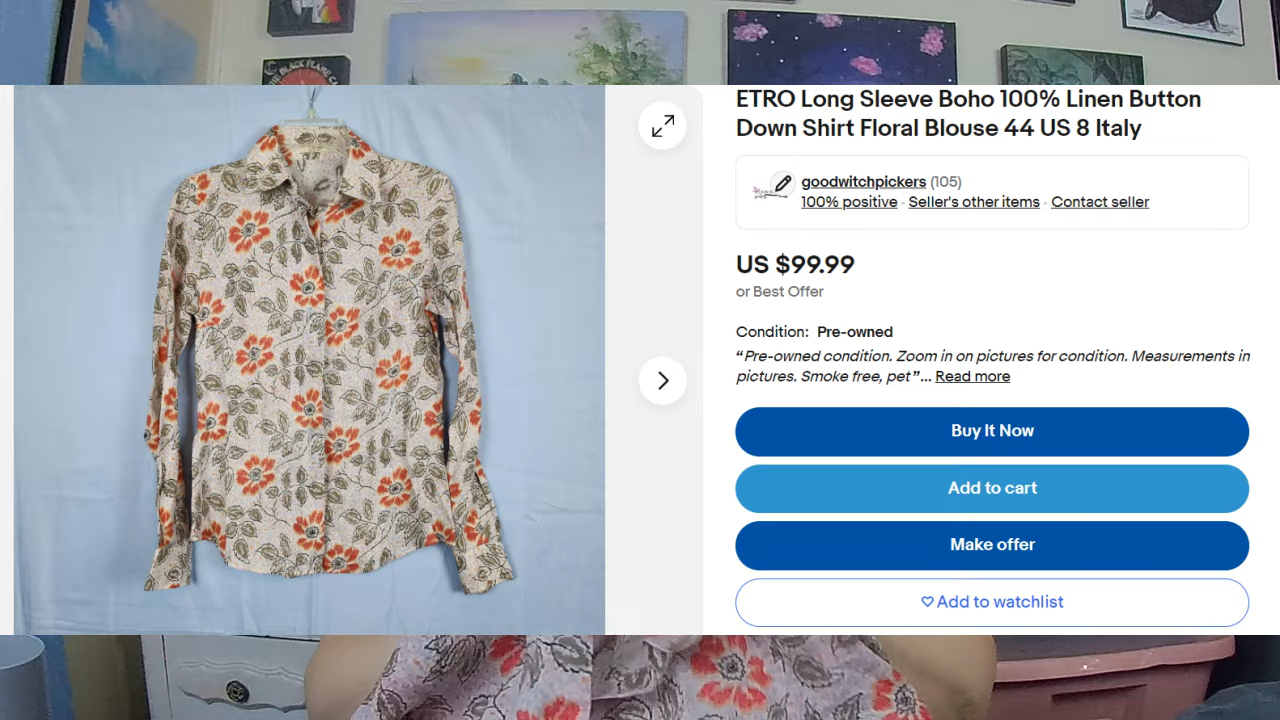 THE BLACK FLAME C
ETRO Long Sleeve Boho 100% Linen Button
Down Shirt Floral Blouse 44 US 8 Italy
goodwitchpickers (105)
100% positive · Seller's other items · Contact seller
US $99.99
or Best Offer
Condition: Pre-owned
“Pre-owned condition. Zoom in on pictures for condition. Measurements in
pictures. Smoke free, pet”... Read more
Buy It Now
Add to cart
Make offer
Add to watchlist